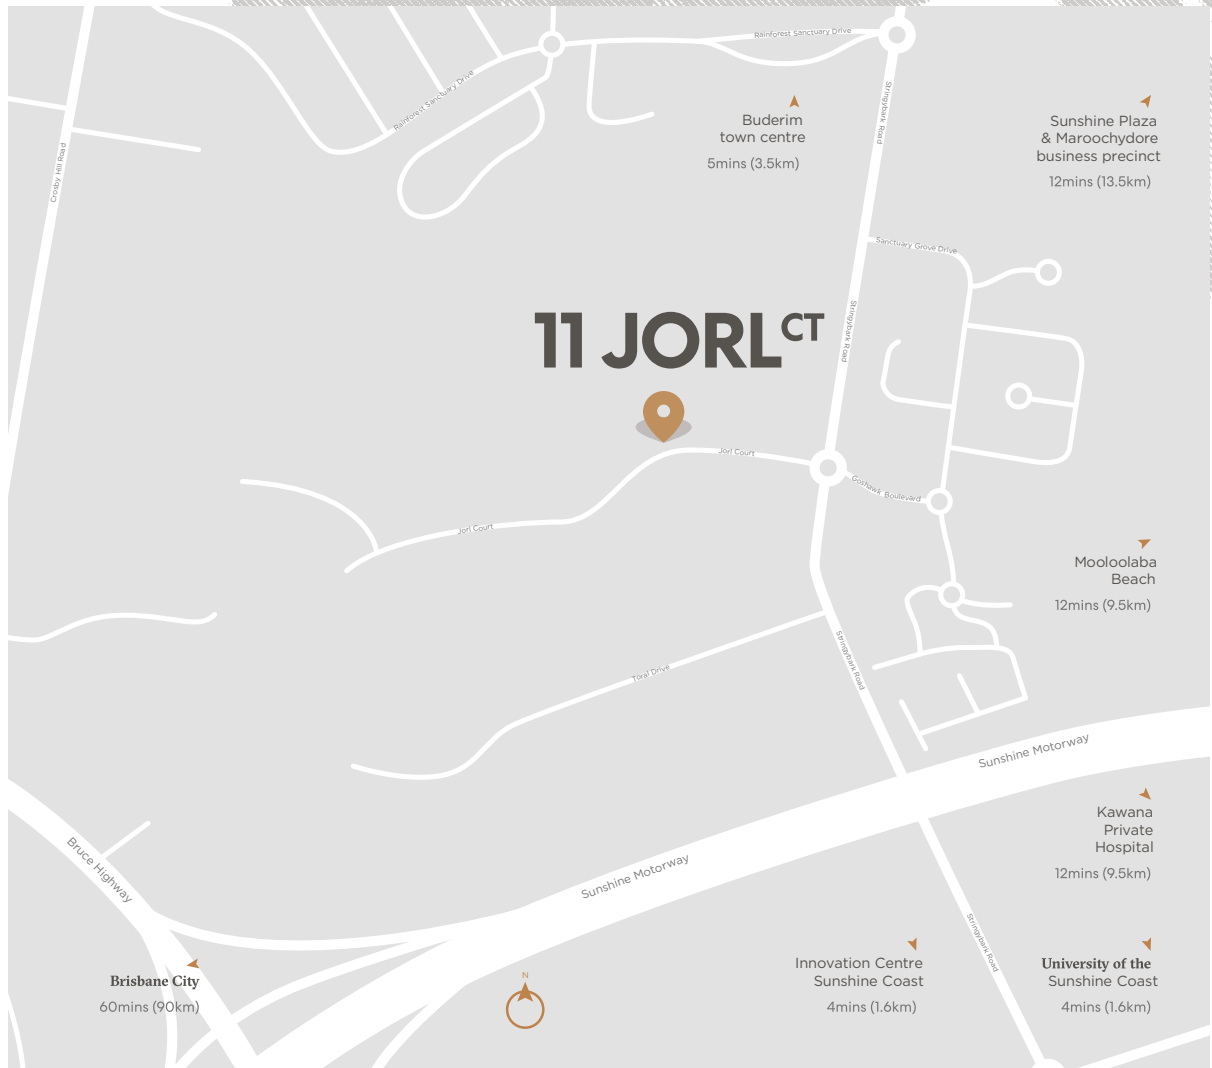 Rainforest Sanctuary Drive
Rainforest Sanctuary Drive
Stringybark Road
Crosby Hill Road
Buderim
town centre
5mins (3.5km)
Sunshine Plaza
& Maroochydore
business precinct
12mins (13.5km)
Sanctuary Grove Drive
Stringybark Road
11 JORL CT
Jorl Court
Goshawk Boulevard
Jorl Court
Mooloolaba
Beach
12mins (9.5km)
Stringybark Road
Toral Drive
Sunshine Motorway
Kawana
Private
Hospital
12mins (9.5km)
Bruce Highway
Sunshine Motorway
Stringybark Road
Brisbane City
60mins (90km)
N
Innovation Centre
Sunshine Coast
4mins (1.6km)
University of the
Sunshine Coast
4mins (1.6km)